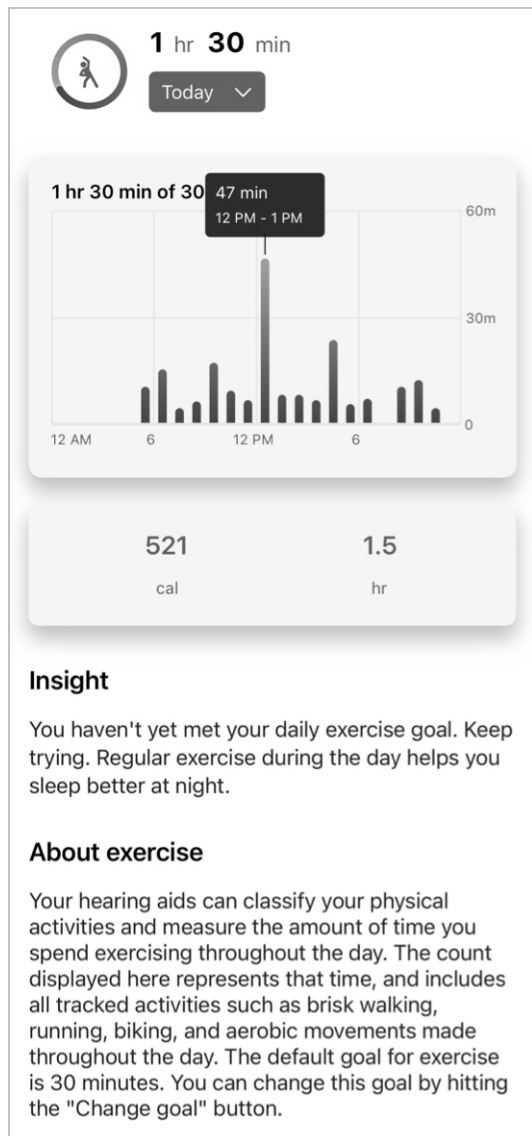 1 hr 30 min
Today
1 hr 30 min of 30
47 min
12 PM - 1 PM
60m
30m
0
12 AM 6 12 PM 6
521 1.5
cal hr
Insight
You haven't yet met your daily exercise goal. Keep
trying. Regular exercise during the day helps you
sleep better at night.
About exercise
Your hearing aids can classify your physical
activities and measure the amount of time you
spend exercising throughout the day. The count
displayed here represents that time, and includes
all tracked activities such as brisk walking,
running, biking, and aerobic movements made
throughout the day. The default goal for exercise
is 30 minutes. You can change this goal by hitting
the "Change goal" button.